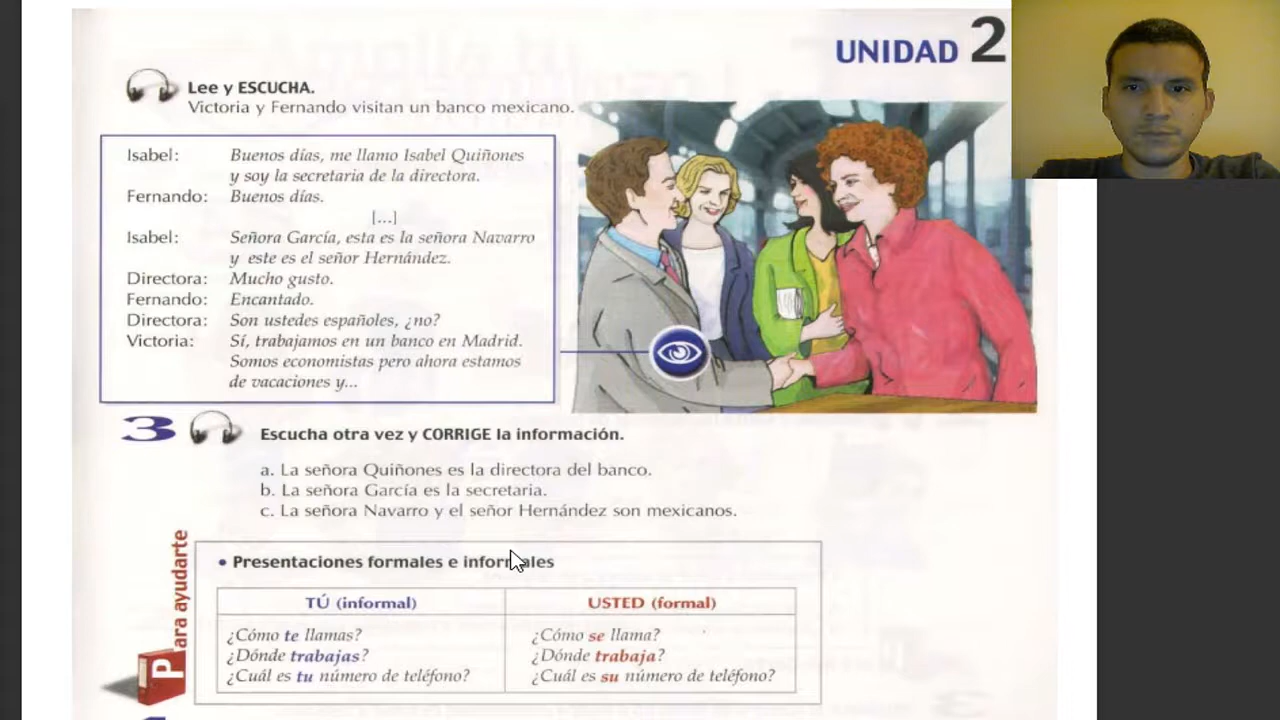 UNIDAD 2
Lee y ESCUCHA.
Victoria y Fernando visitan un banco mexicano.
Isabel: Buenos días, me llamo Isabel Quiñones
y soy la secretaria de la directora.
Fernando: Buenos días.
[...]
Isabel: Señora García, esta es la señora Navarro
y este es el señor Hernández.
Directora: Mucho gusto.
Fernando: Encantado.
Directora: Son ustedes españoles, ¿no?
Victoria: Sí, trabajamos en un banco en Madrid.
Somos economistas pero ahora estamos
de vacaciones y...
3 Escucha otra vez y CORRIGE la información.
a. La señora Quiñones es la directora del banco.
b. La señora García es la secretaria.
c. La señora Navarro y el señor Hernández son mexicanos.
Para ayudarte
• Presentaciones formales e informales
TÚ (informal) USTED (formal)
¿Cómo te llamas? ¿Cómo se llama?
¿Dónde trabajas? ¿Dónde trabaja?
¿Cuál es tu número de teléfono? ¿Cuál es su número de teléfono?